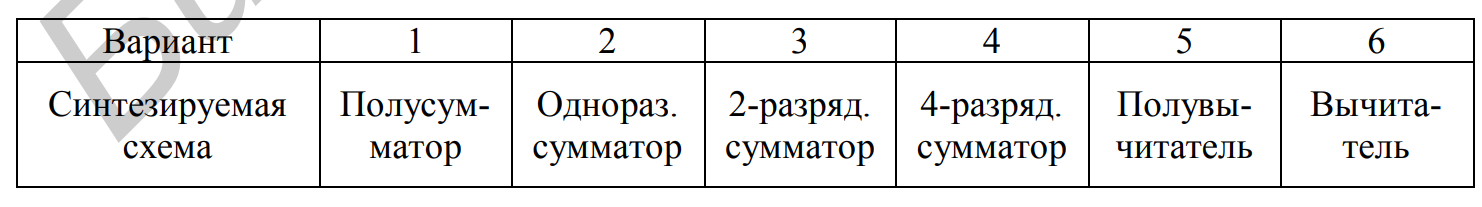 Вариант 1 2 3 4 5 6
Синтезируемая Полусум- Однораз. 2-разряд. 4-разряд. Полувы- Вычита-
схема матор сумматор сумматор сумматор читатель тель